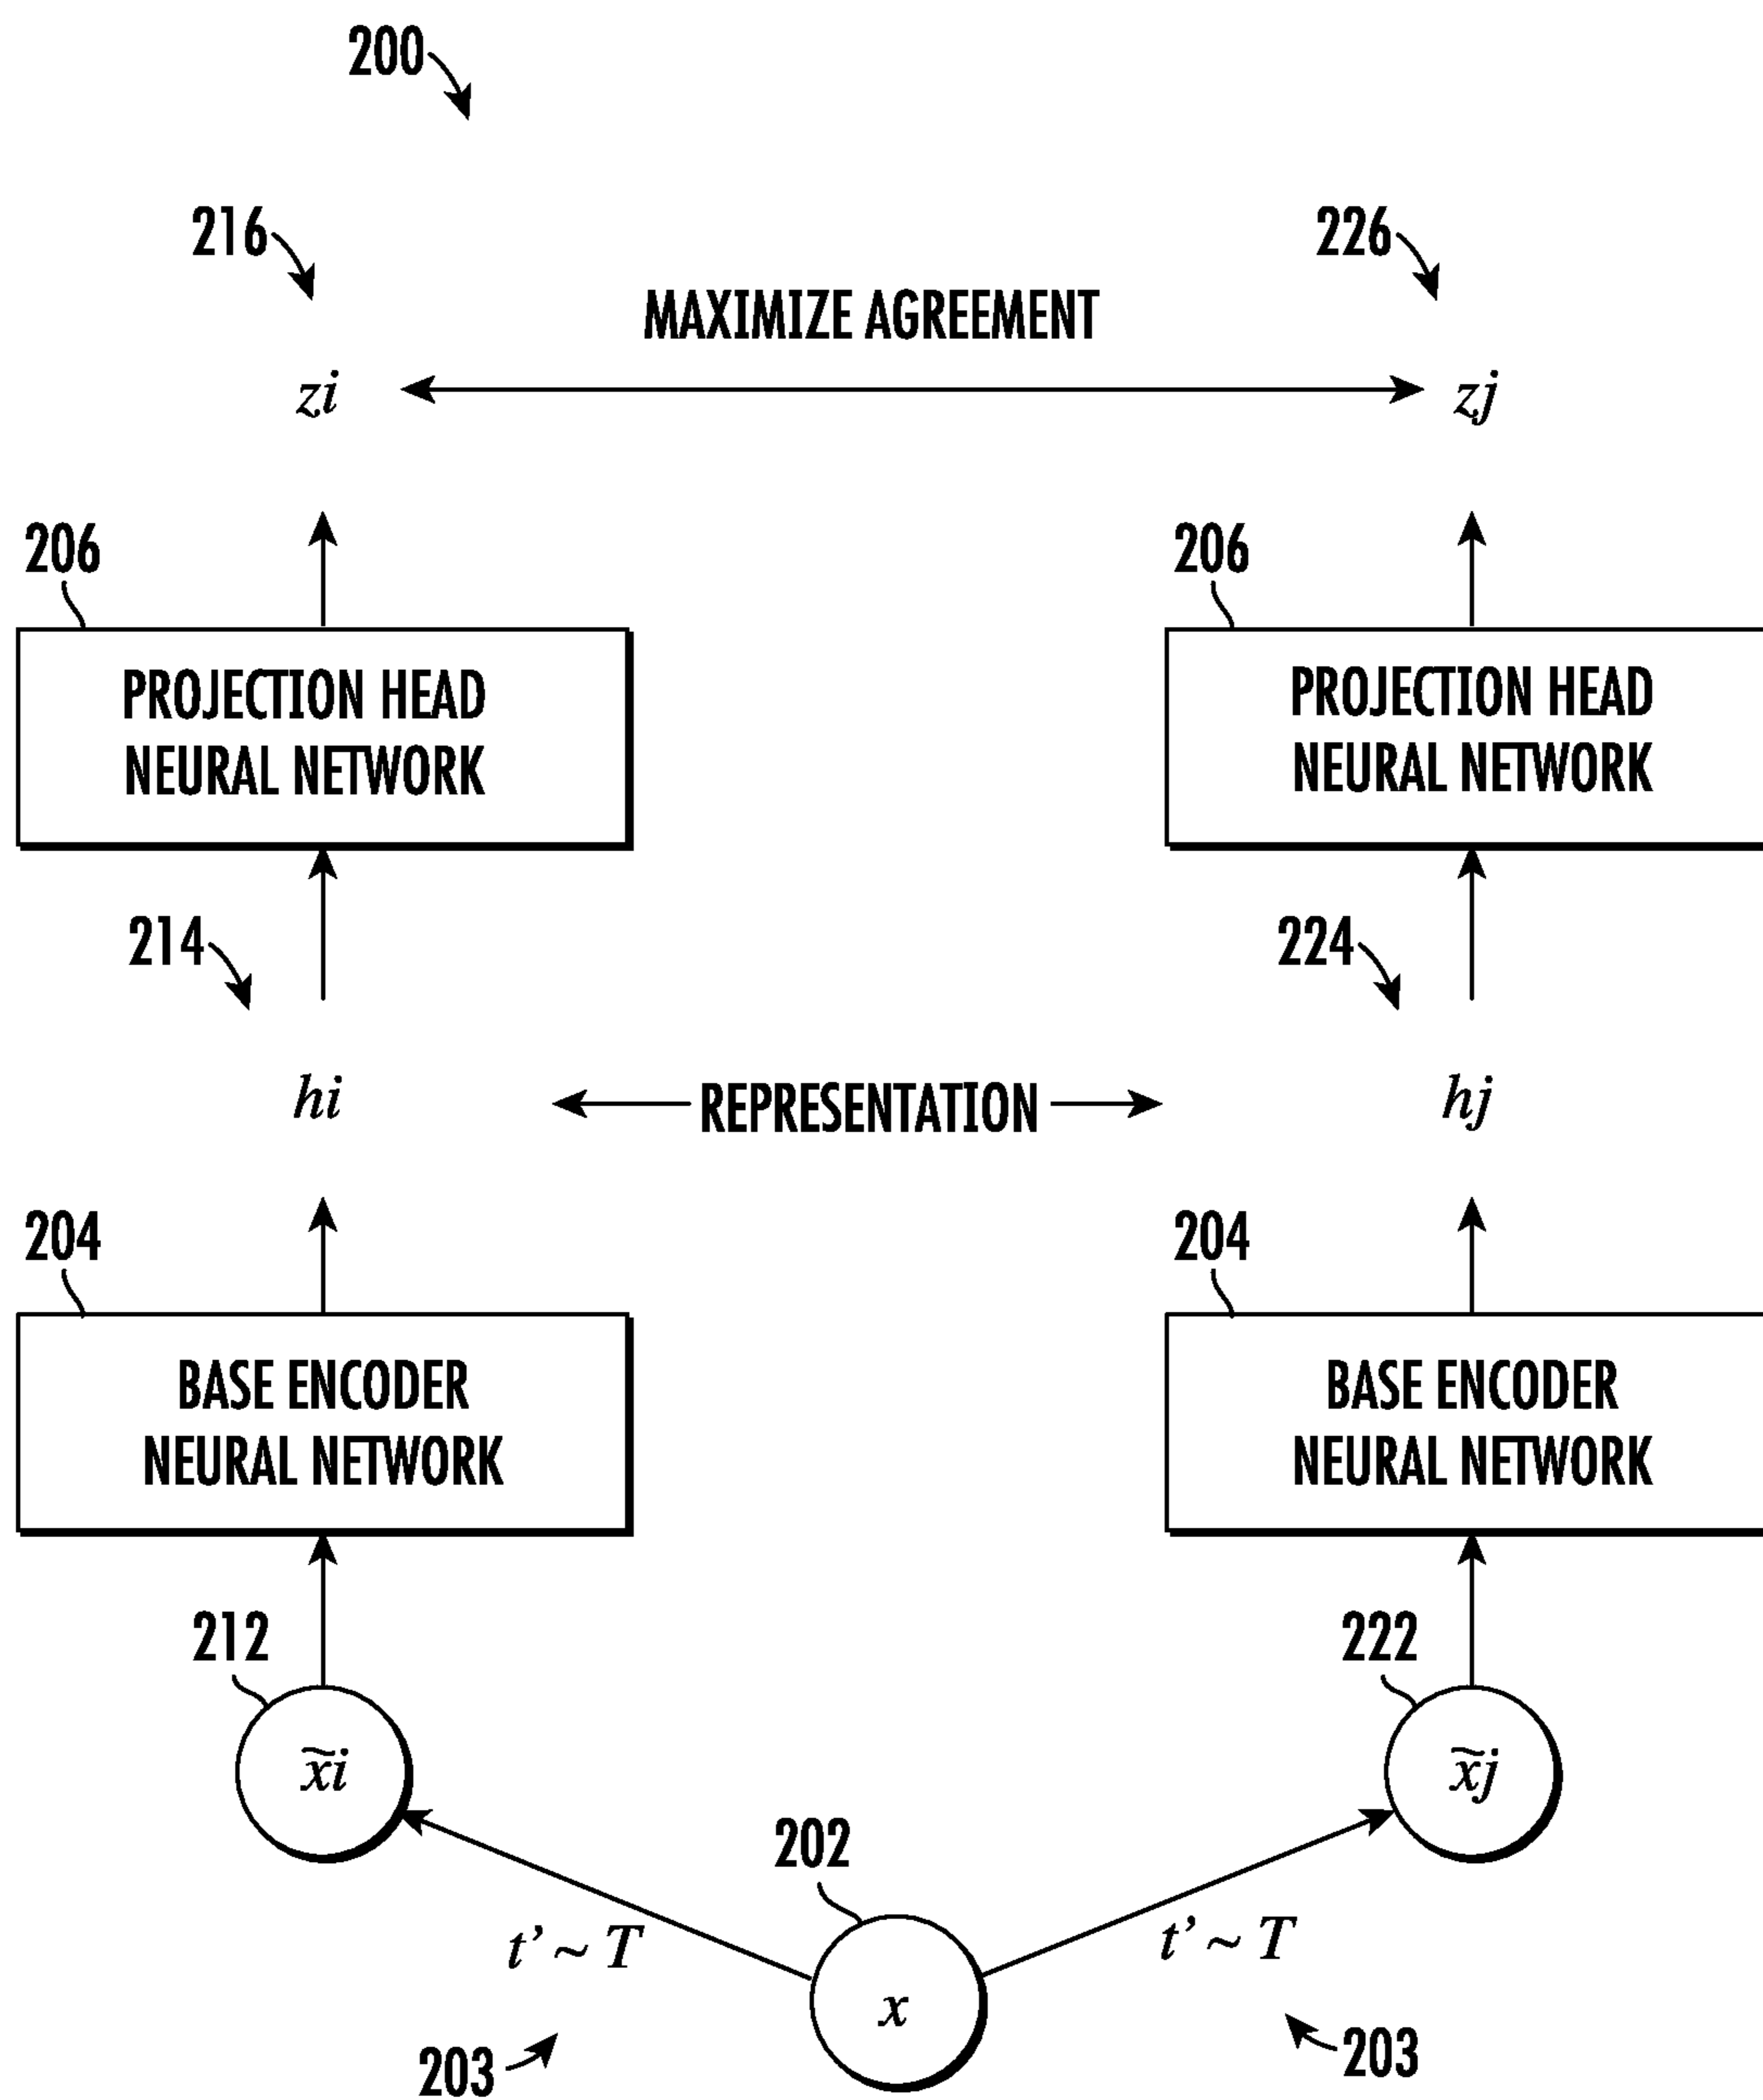 200
216
226
MAXIMIZE AGREEMENT
zi
zj
206
206
PROJECTION HEAD
NEURAL NETWORK
PROJECTION HEAD
NEURAL NETWORK
214
224
hi
REPRESENTATION
hj
204
204
BASE ENCODER
NEURAL NETWORK
BASE ENCODER
NEURAL NETWORK
212
222
x̃i
x̃j
202
t’ ~ T
t’ ~ T
x
203
203